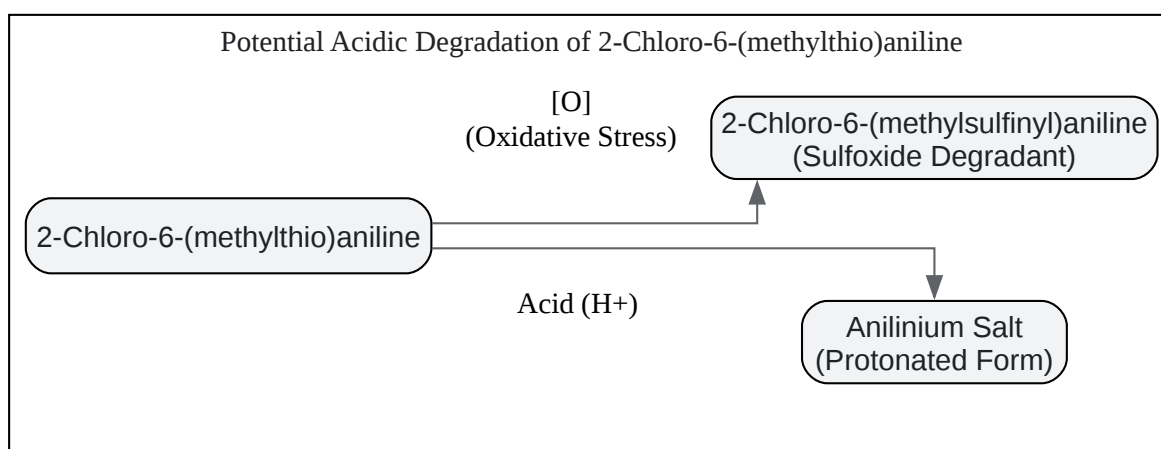 Potential Acidic Degradation of 2-Chloro-6-(methylthio)aniline
[O]
(Oxidative Stress)
2-Chloro-6-(methylsulfinyl)aniline
(Sulfoxide Degradant)
2-Chloro-6-(methylthio)aniline
Acid (H+)
Anilinium Salt
(Protonated Form)